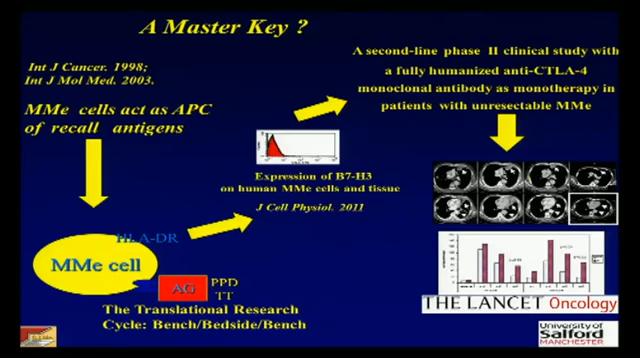 A Master Key ?
Int J Cancer. 1998;
Int J Mol Med. 2003.
MMe cells act as APC
of recall antigens
A second-line phase II clinical study with
a fully humanized anti-CTLA-4
monoclonal antibody as monotherapy in
patients with unresectable MMe
Expression of B7-H3
on human MMe cells and tissue
J Cell Physiol. 2011
HLA-DR
MMe cell
AG
PPD
TT
The Translational Research
Cycle: Bench/Bedside/Bench
THE LANCET Oncology
University of
Salford
MANCHESTER